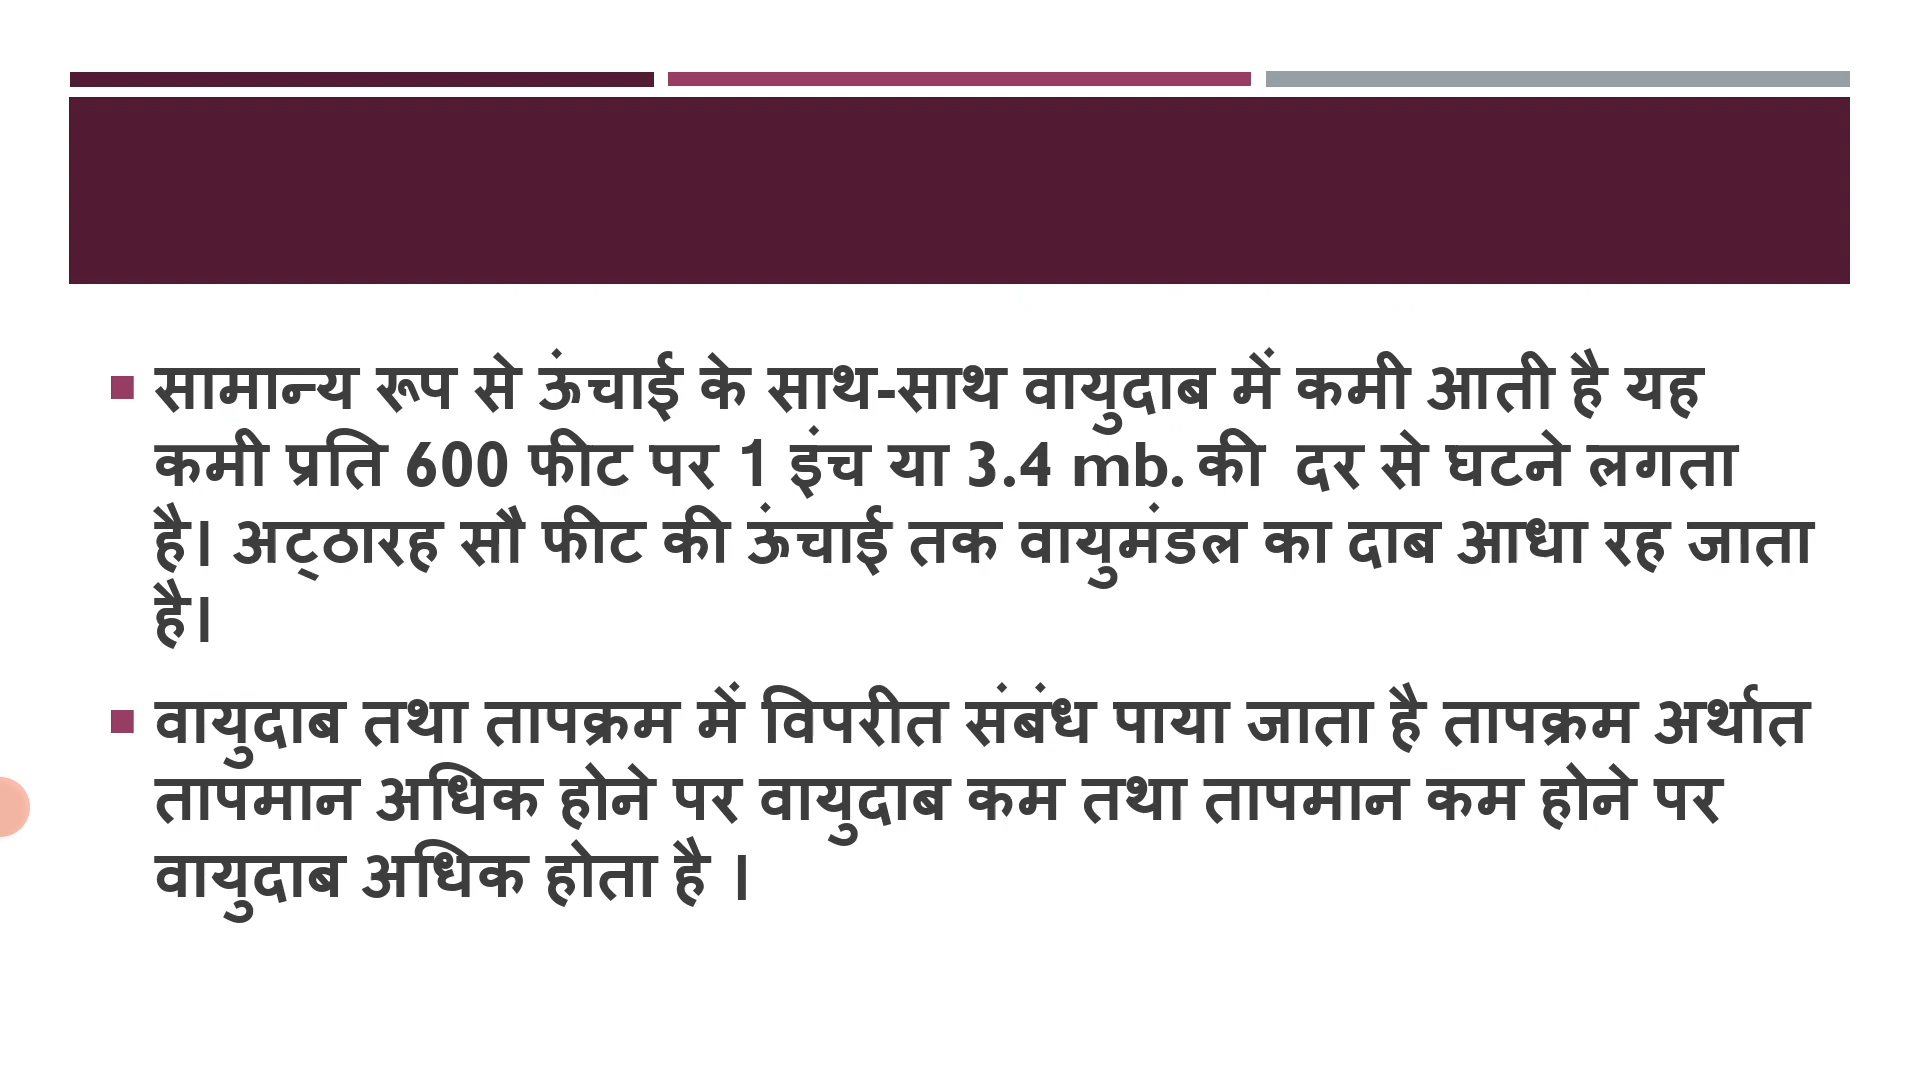 सामान्य रूप से ऊंचाई के साथ-साथ वायुदाब में कमी आती है यह
कमी प्रति 600 फीट पर 1 इंच या 3.4 mb. की दर से घटने लगता
है। अट्ठारह सौ फीट की ऊंचाई तक वायुमंडल का दाब आधा रह जाता
है।
वायुदाब तथा तापक्रम में विपरीत संबंध पाया जाता है तापक्रम अर्थात
तापमान अधिक होने पर वायुदाब कम तथा तापमान कम होने पर
वायुदाब अधिक होता है ।